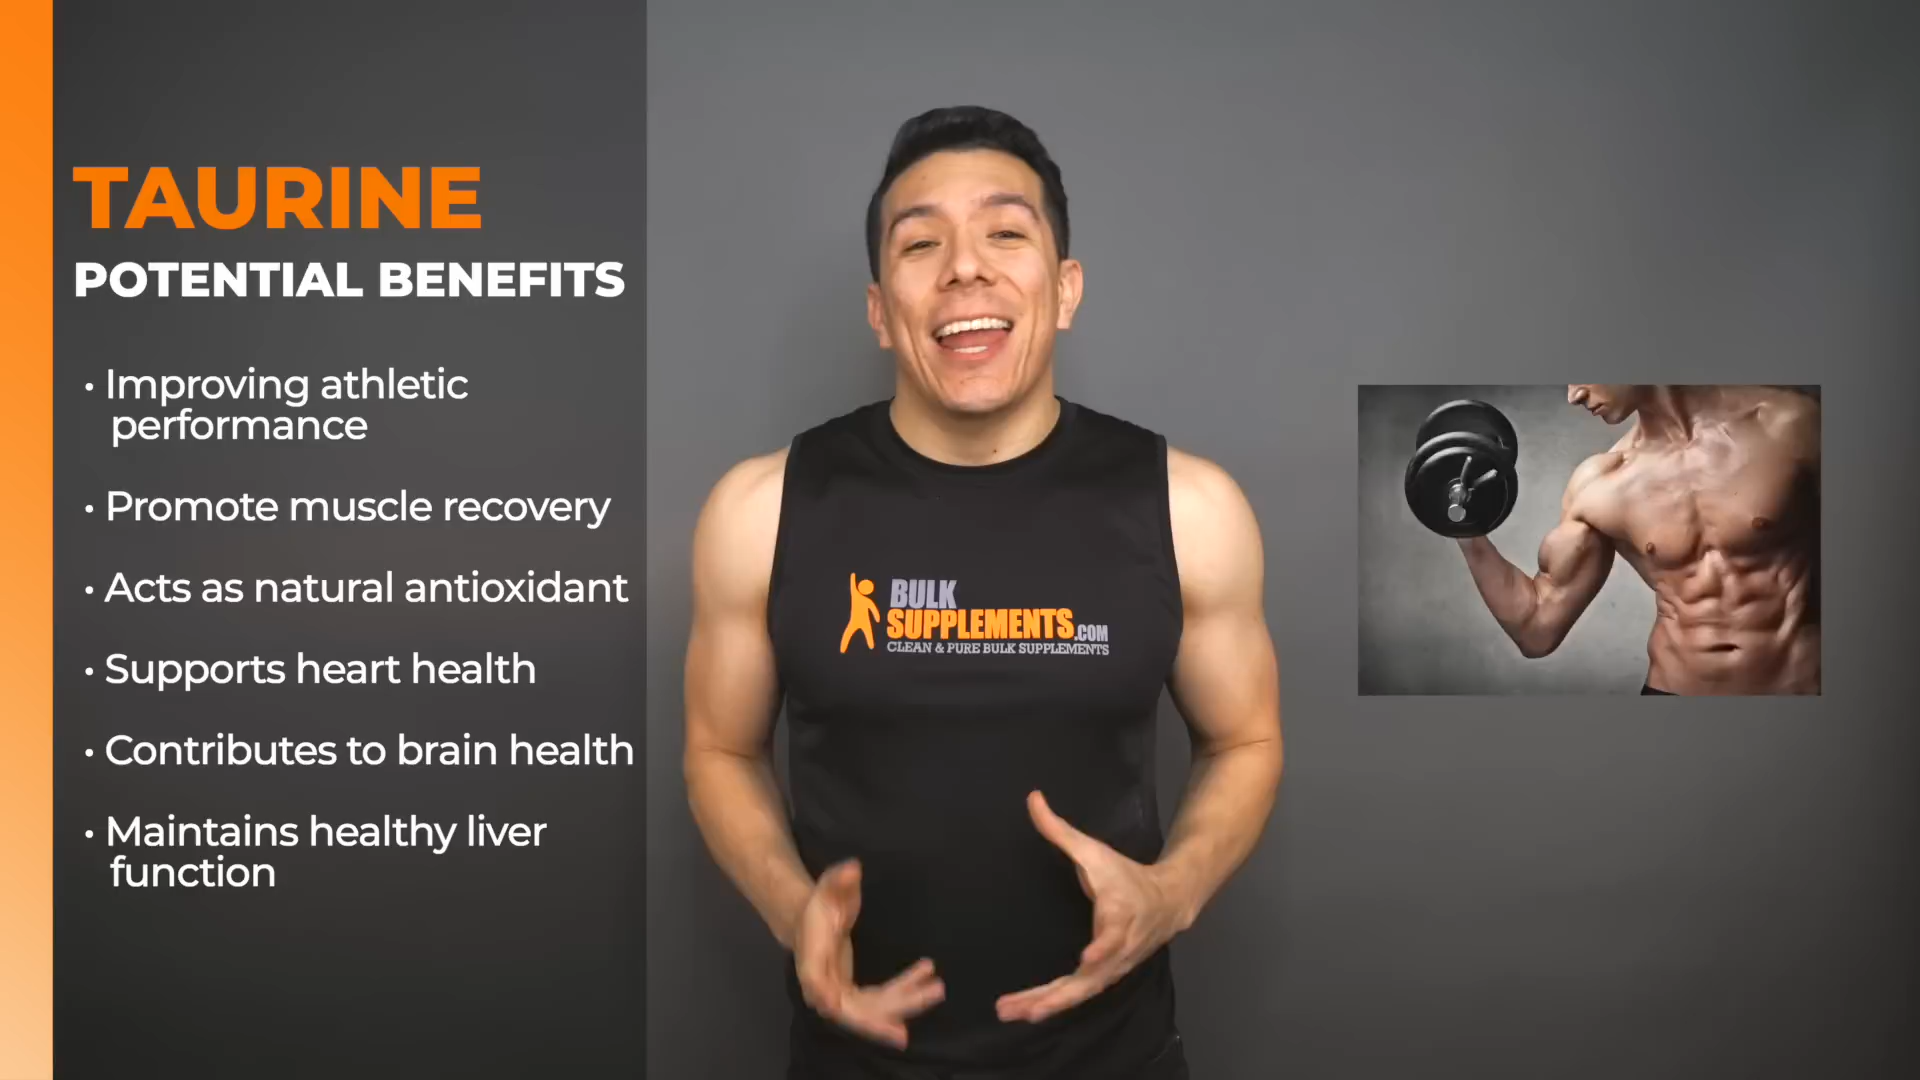 TAURINE
POTENTIAL BENEFITS
• Improving athletic
performance
• Promote muscle recovery
• Acts as natural antioxidant
• Supports heart health
• Contributes to brain health
• Maintains healthy liver
function
BULK
SUPPLEMENTS.COM
CLEAN & PURE BULK SUPPLEMENTS